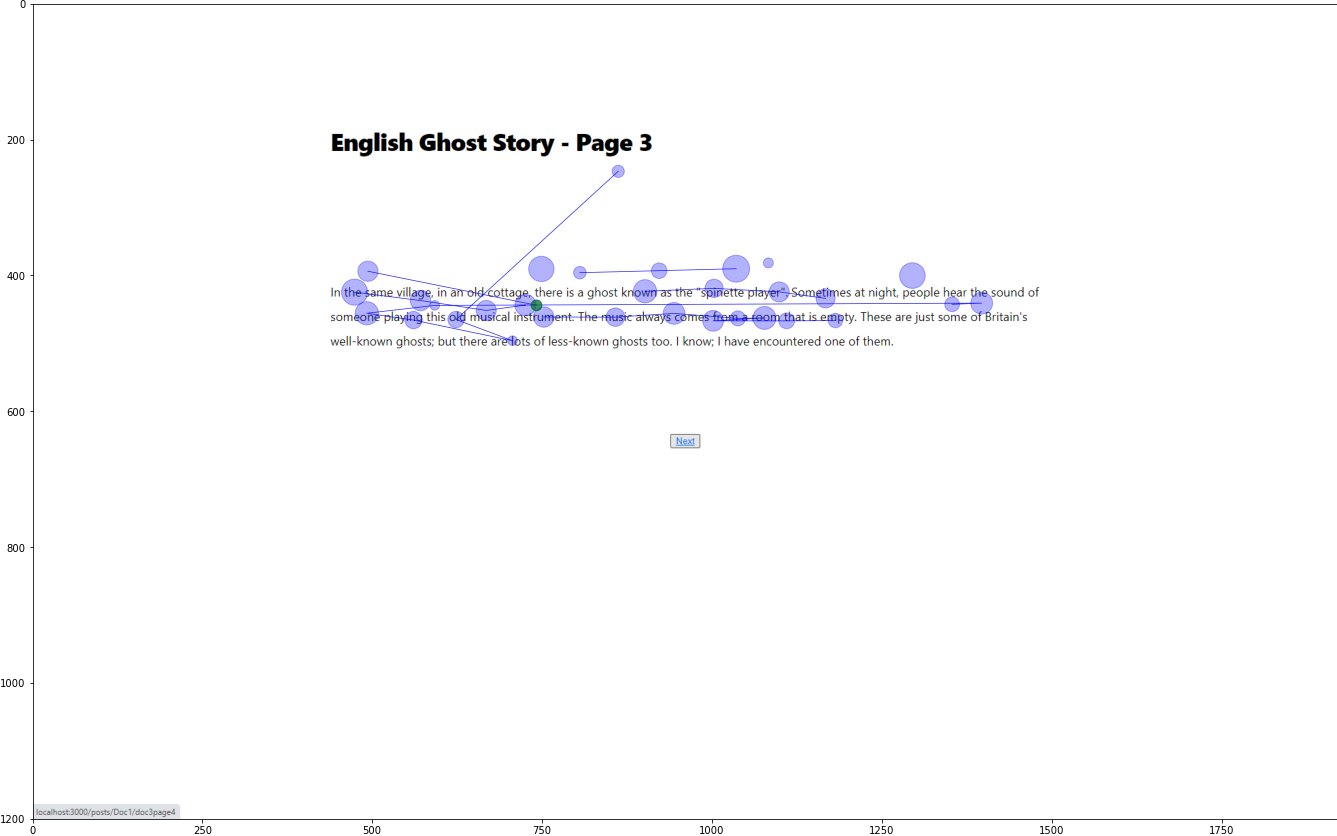 0
200
English Ghost Story - Page 3
400
In the same village, in an old cottage, there is a ghost known as the "spinette player". Sometimes at night, people hear the sound of
someone playing this old musical instrument. The music always comes from a room that is empty. These are just some of Britain's
well-known ghosts; but there are lots of less-known ghosts too. I know; I have encountered one of them.
600
Next
800
1000
localhost:3000/posts/Doc1/doc3page4
1200
0 250 500 750 1000 1250 1500 1750